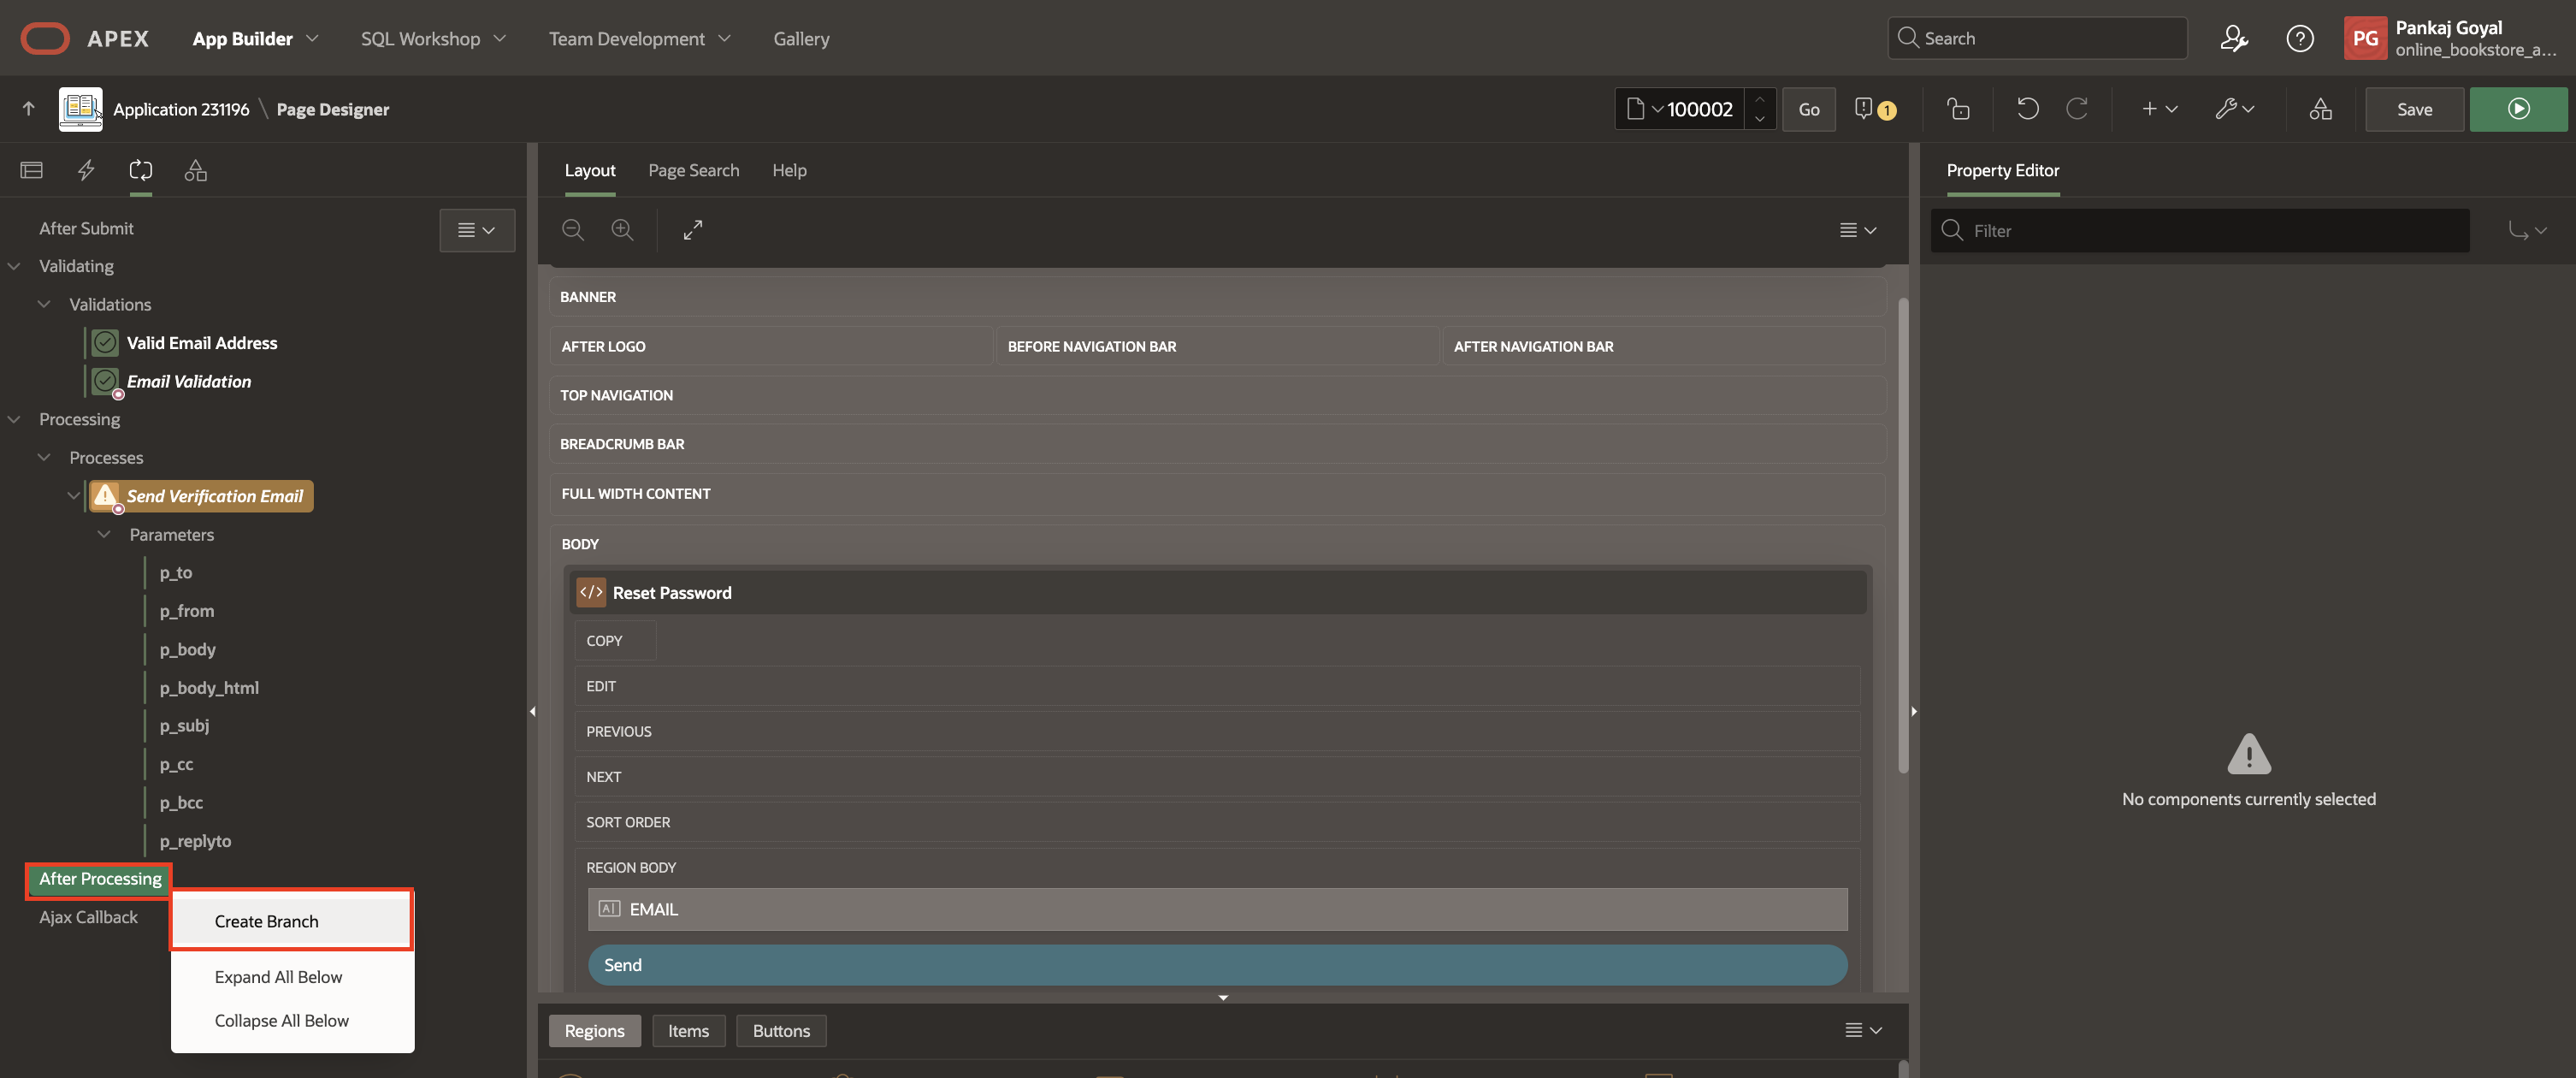 APEX App Builder SQL Workshop Team Development Gallery Search Pankaj Goyal
PG online_bookstore_a...
Application 231196 \ Page Designer 100002 Go 1 Save
Layout Page Search Help Property Editor
After Submit Filter
Validating
Validations
Valid Email Address
Email Validation
Processing
Processes
Send Verification Email
Parameters
p_to
p_from
p_body
p_body_html
p_subj
p_cc
p_bcc
p_replyto
After Processing
Ajax Callback
Create Branch
Expand All Below
Collapse All Below
BANNER
AFTER LOGO BEFORE NAVIGATION BAR AFTER NAVIGATION BAR
TOP NAVIGATION
BREADCRUMB BAR
FULL WIDTH CONTENT
BODY
</> Reset Password
COPY
EDIT
PREVIOUS
NEXT
SORT ORDER
REGION BODY
EMAIL
Send
Regions Items Buttons
No components currently selected